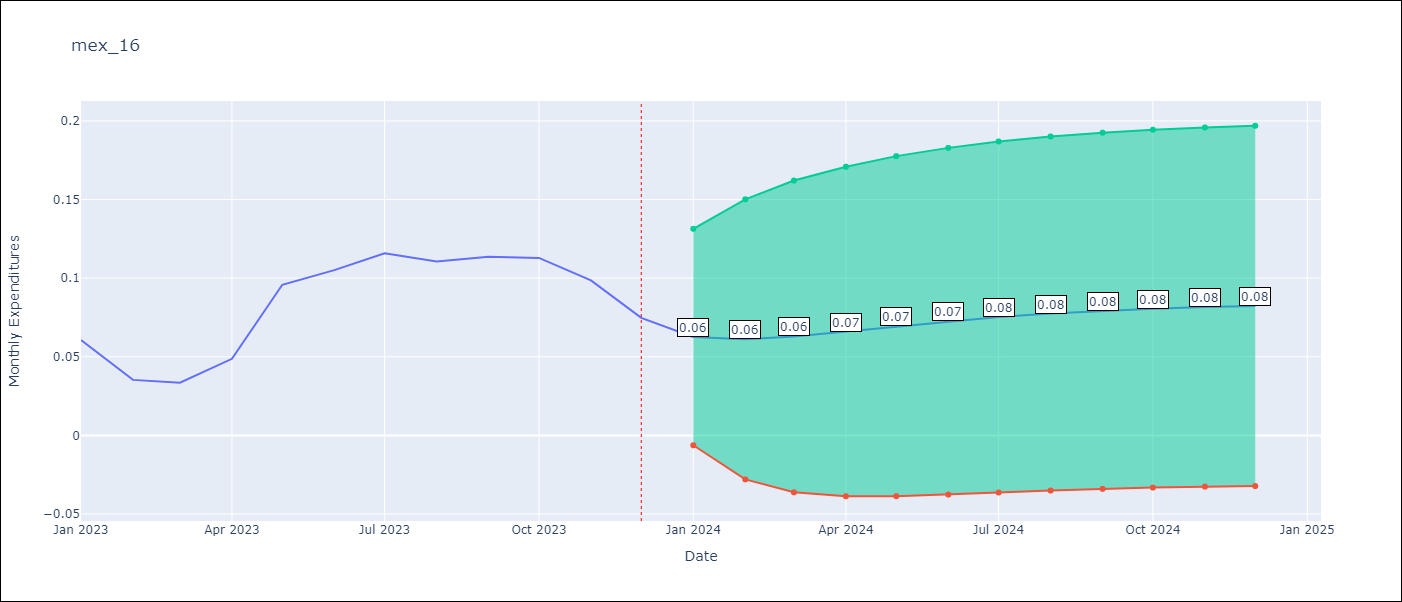 mex_16
Monthly Expenditures
0.2
0.15
0.1
0.05
0
−0.05
0.06 0.06 0.06 0.07 0.07 0.07 0.08 0.08 0.08 0.08 0.08 0.08
Jan 2023 Apr 2023 Jul 2023 Oct 2023 Jan 2024 Apr 2024 Jul 2024 Oct 2024 Jan 2025
Date